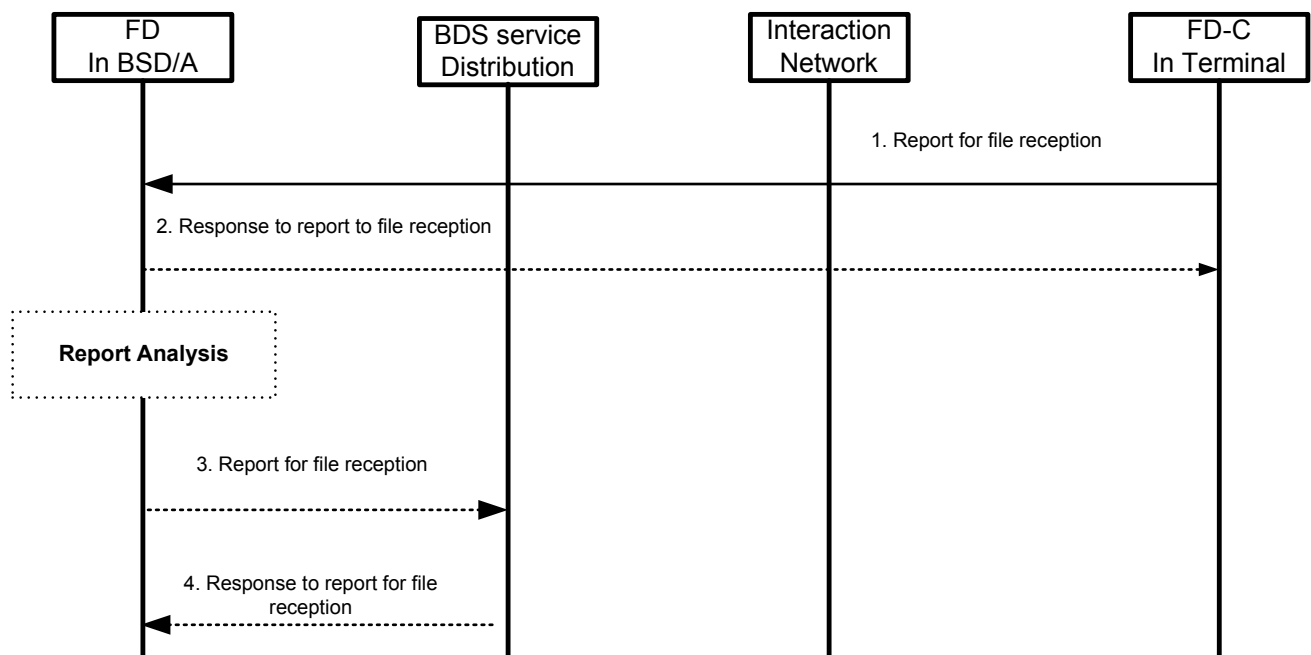 FD
In BSD/A
BDS service
Distribution
Interaction
Network
FD-C
In Terminal
1. Report for file reception
2. Response to report to file reception
Report Analysis
3. Report for file reception
4. Response to report for file
reception